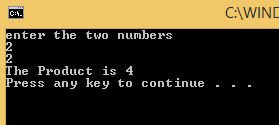 C:\WIND
enter the two numbers
2
2
The Product is 4
Press any key to continue . . .